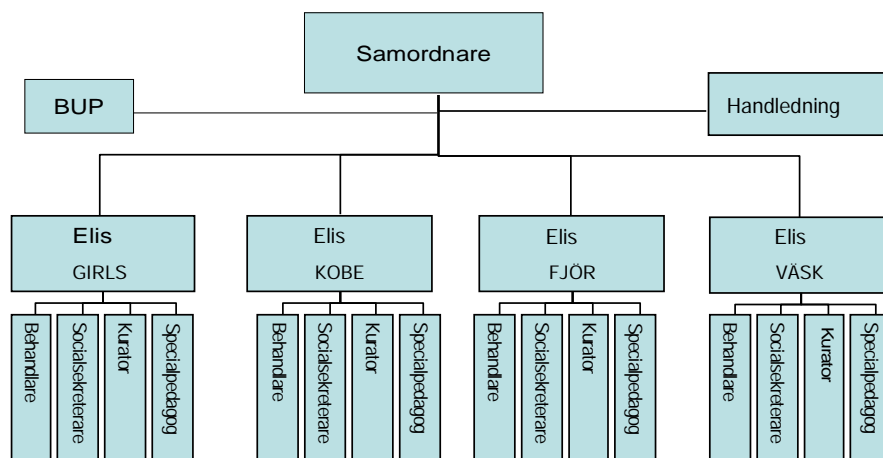 Samordnare
BUP
Handledning
Elis
GIRLS
Elis
KOBE
Elis
FJÖR
Elis
VÄSK
Behandlare
Socialsekreterare
Kurator
Specialpedagog
Behandlare
Socialsekreterare
Kurator
Specialpedagog
Behandlare
Socialsekreterare
Kurator
Specialpedagog
Behandlare
Socialsekreterare
Kurator
Specialpedagog